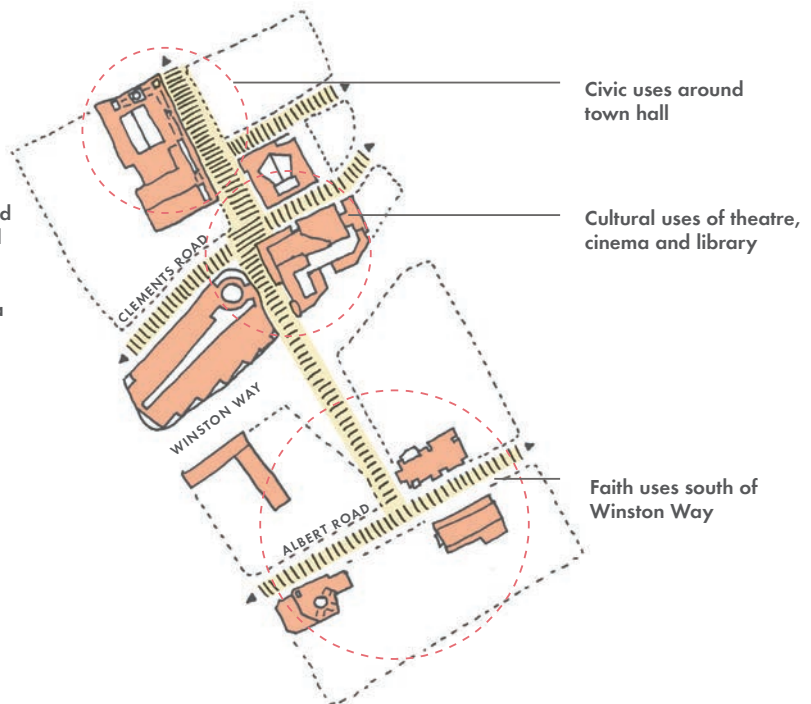 Civic uses around
town hall
Cultural uses of theatre,
cinema and library
CLEMENTS ROAD
WINSTON WAY
Faith uses south of
Winston Way
ALBERT ROAD